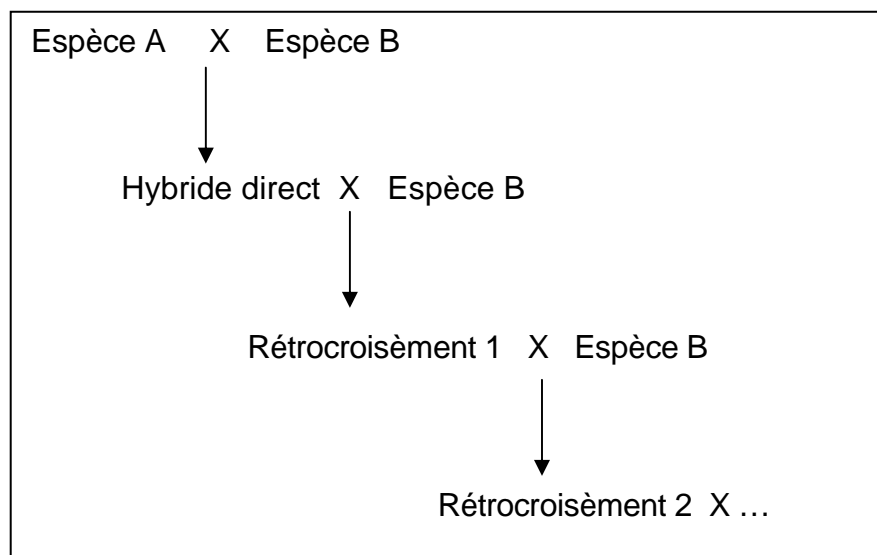 Espèce A X Espèce B
Hybride direct X Espèce B
Rétrocroisèment 1 X Espèce B
Rétrocroisèment 2 X ...